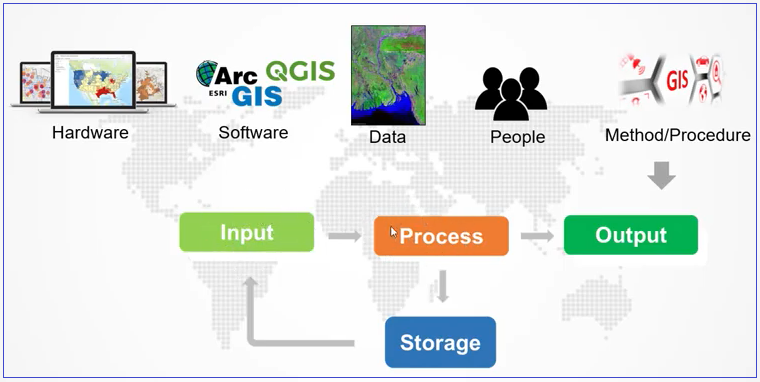 Arc
GIS
ESRI
QGIS
GIS
Hardware
Software
Data
People
Method/Procedure
Input
Process
Output
Storage